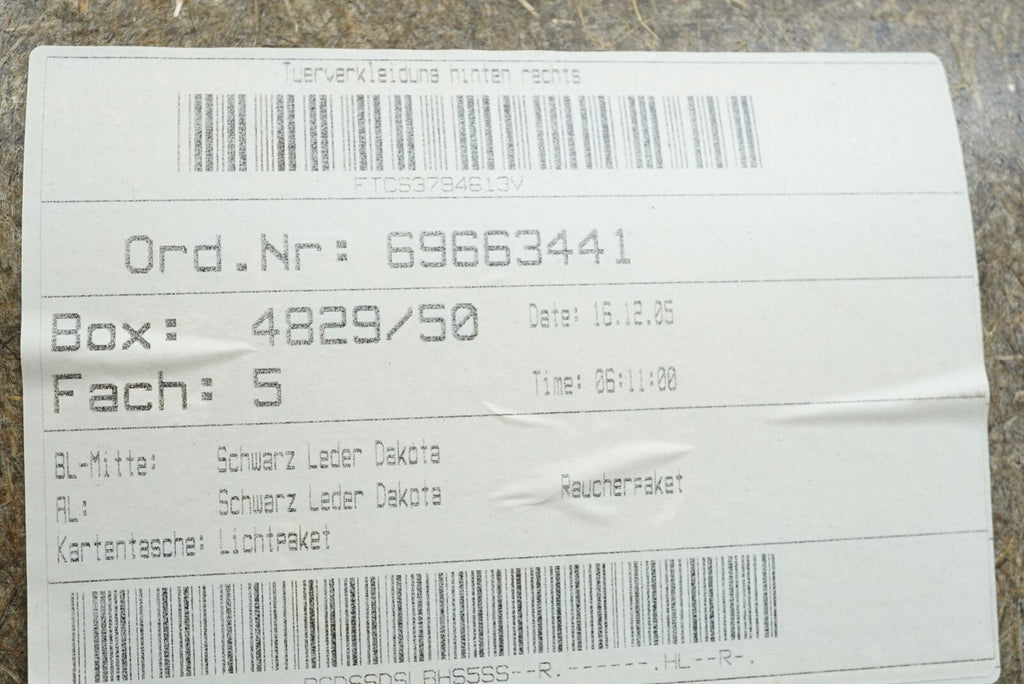 Tuerverkleidung hinten rechts
FTCS3794613V
Ord.Nr: 69663441
Box: 4829/50 Date: 16.12.05
Fach: 5 Time: 06:11:00
BL-Mitte: Schwarz Leder Dakota
AL: Schwarz Leder Dakota Raucherpaket
Kartentasche: Lichtpaket